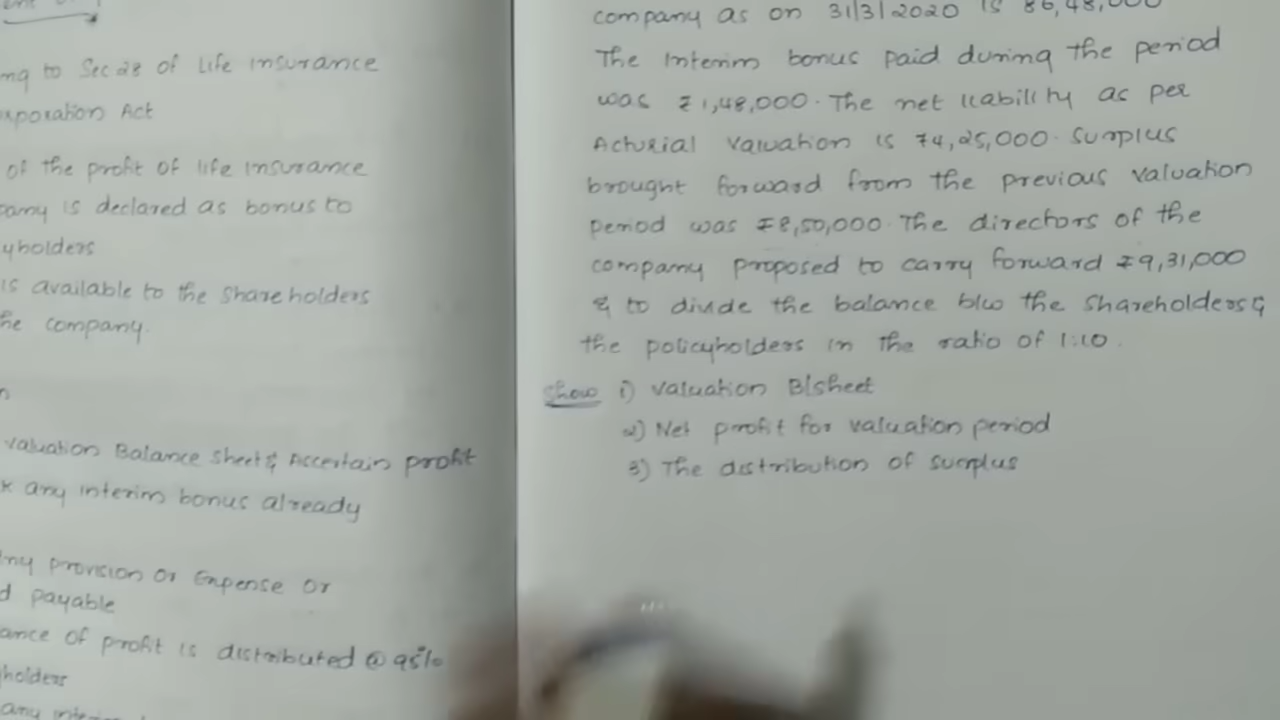 ng to Sec 28 of Life Insurance
rporation Act
of the profit of life Insurance
pany is declared as bonus to
yholders
is available to the Shareholders
he company.
valuation Balance Sheet & Ascertain profit
any interim bonus already
ny provision or Expense or
d payable
ance of profit is distributed @ 95%
holders
company as on 31/3/2020 is 86,48,000
The Interim bonus paid during the period
was ₹1,48,000. The net liability as per
Acturial Valuation is ₹4,25,000. Surplus
brought forward from the previous valuation
period was ₹8,50,000. The directors of the
company proposed to carry forward ₹9,31,000
& to divide the balance b/w the Shareholders &
the policyholders in the ratio of 1:10.
Show i) Valuation B/sheet
2) Net profit for valuation period
3) The distribution of surplus